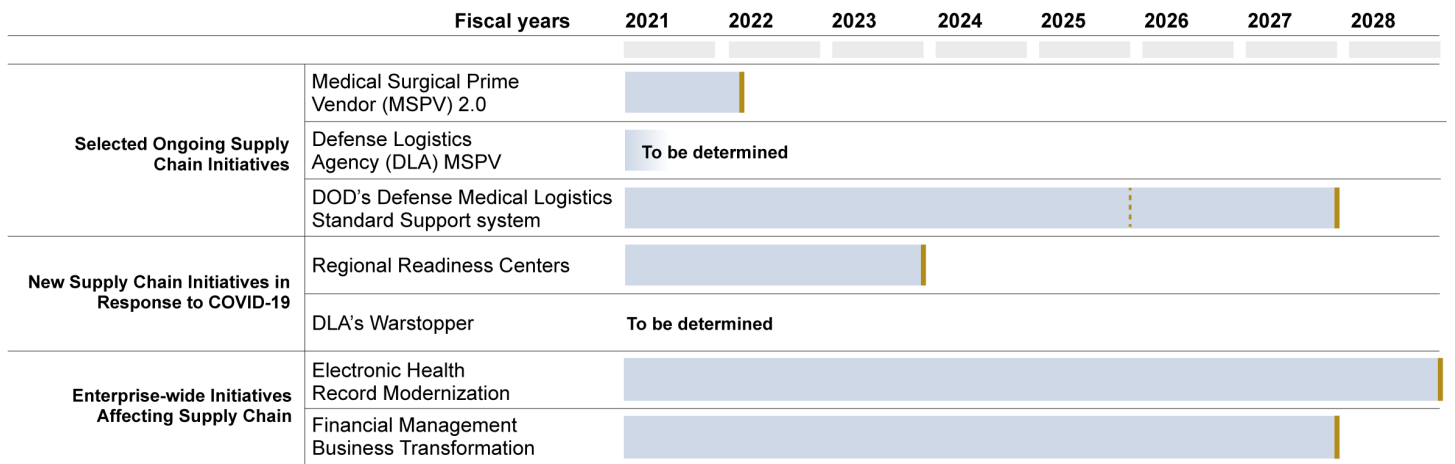 Fiscal years 2021 2022 2023 2024 2025 2026 2027 2028
Selected Ongoing Supply
Chain Initiatives
Medical Surgical Prime
Vendor (MSPV) 2.0
Defense Logistics
Agency (DLA) MSPV
To be determined
DOD’s Defense Medical Logistics
Standard Support system
New Supply Chain Initiatives in
Response to COVID-19
Regional Readiness Centers
DLA’s Warstopper
To be determined
Enterprise-wide Initiatives
Affecting Supply Chain
Electronic Health
Record Modernization
Financial Management
Business Transformation